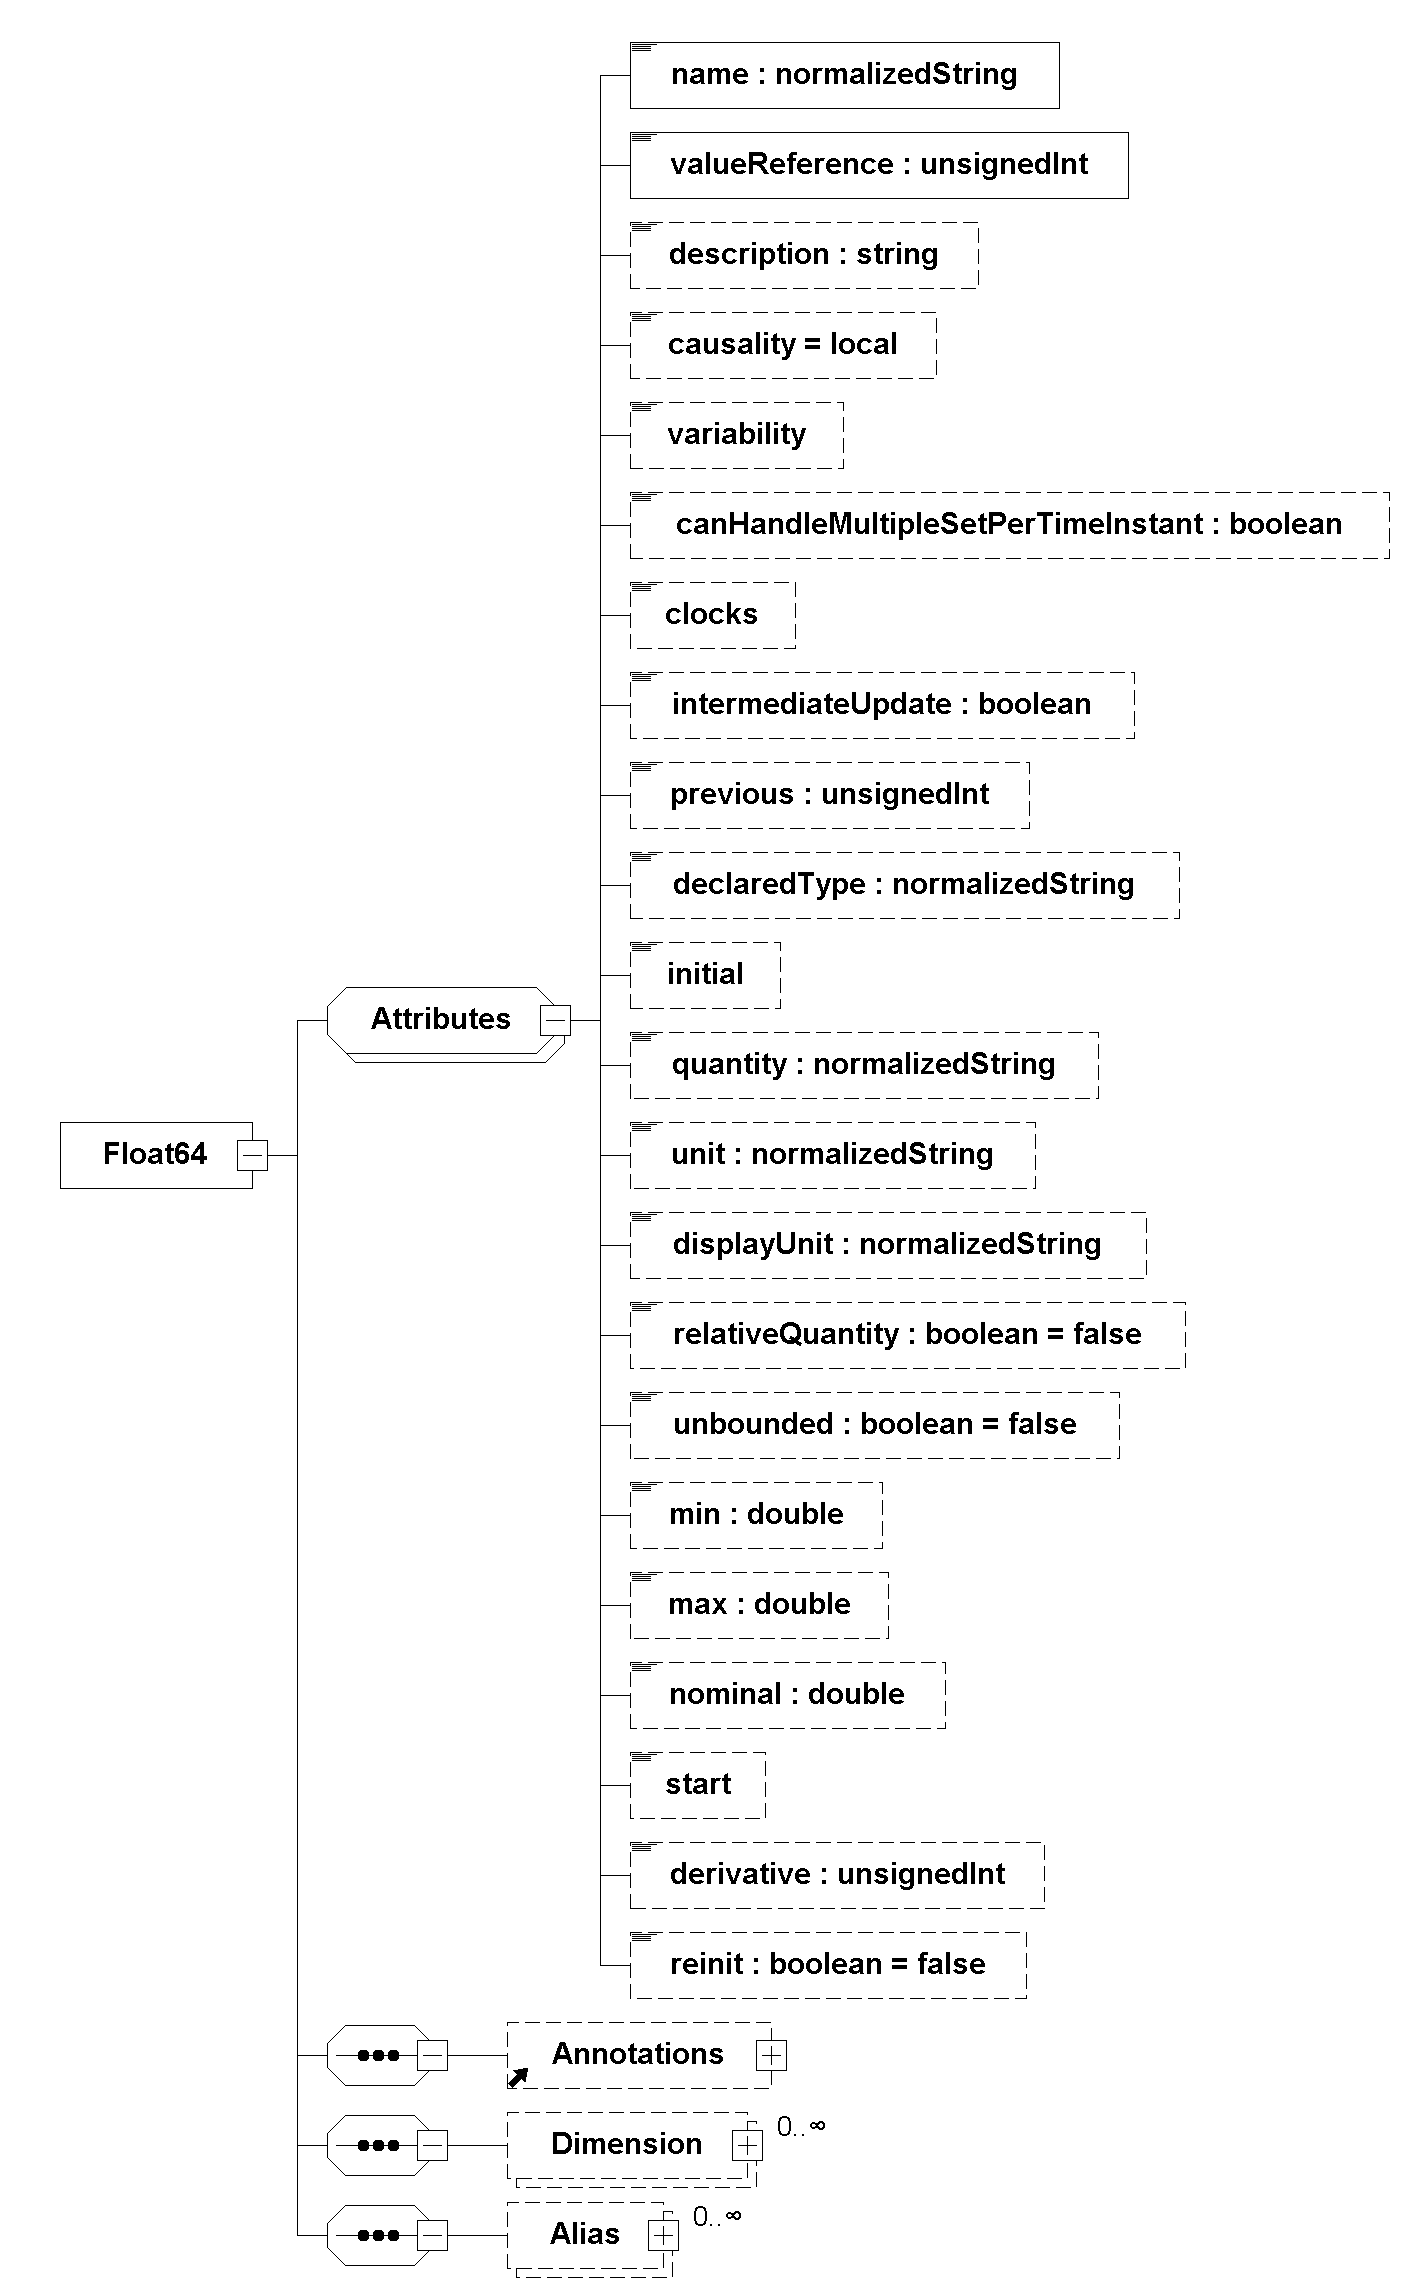 name : normalizedString
valueReference : unsignedInt
description : string
causality = local
variability
canHandleMultipleSetPerTimeInstant : boolean
clocks
intermediateUpdate : boolean
previous : unsignedInt
declaredType : normalizedString
initial
Attributes
quantity : normalizedString
Float64
unit : normalizedString
displayUnit : normalizedString
relativeQuantity : boolean = false
unbounded : boolean = false
min : double
max : double
nominal : double
start
derivative : unsignedInt
reinit : boolean = false
Annotations
Dimension
0..∞
Alias
0..∞